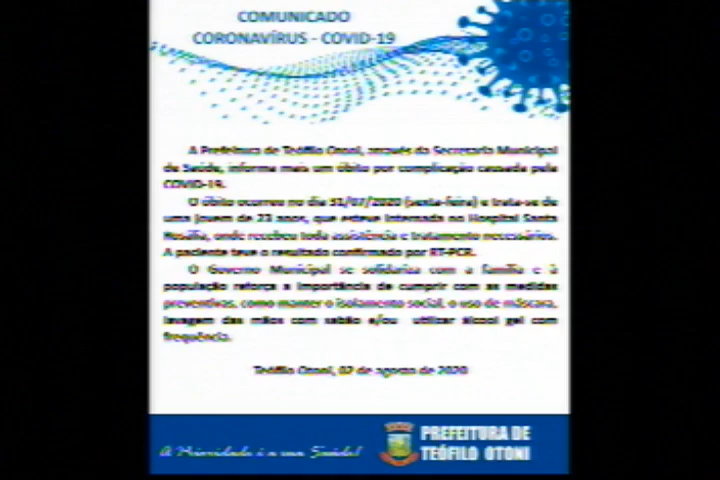 COMUNICADO
CORONAVÍRUS - COVID-19
A Prefeitura de Teófilo Otoni, através da Secretaria Municipal
de Saúde, informa mais um óbito por complicação causada pela
COVID-19.
O óbito ocorreu no dia 31/07/2020 (sexta-feira) e trata-se de
uma jovem de 23 anos, que esteve internada no Hospital Santa
Rosália, onde recebeu toda assistência e tratamento necessários.
A paciente teve o resultado confirmado por RT-PCR.
O Governo Municipal se solidariza com a família e à
população reforça a importância de cumprir com as medidas
preventivas, como manter o isolamento social, o uso de máscara,
lavagem das mãos com sabão e/ou utilizar álcool gel com
frequência.
Teófilo Otoni, 02 de agosto de 2020
A Prioridade é a sua Saúde!
PREFEITURA DE
TEÓFILO OTONI